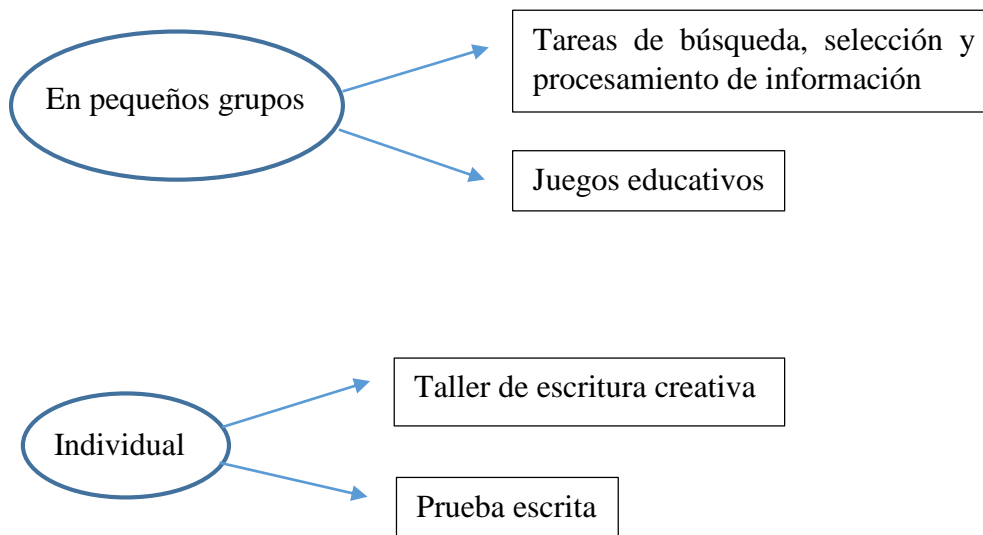 En pequeños grupos
Tareas de búsqueda, selección y
procesamiento de información
Juegos educativos
Individual
Taller de escritura creativa
Prueba escrita